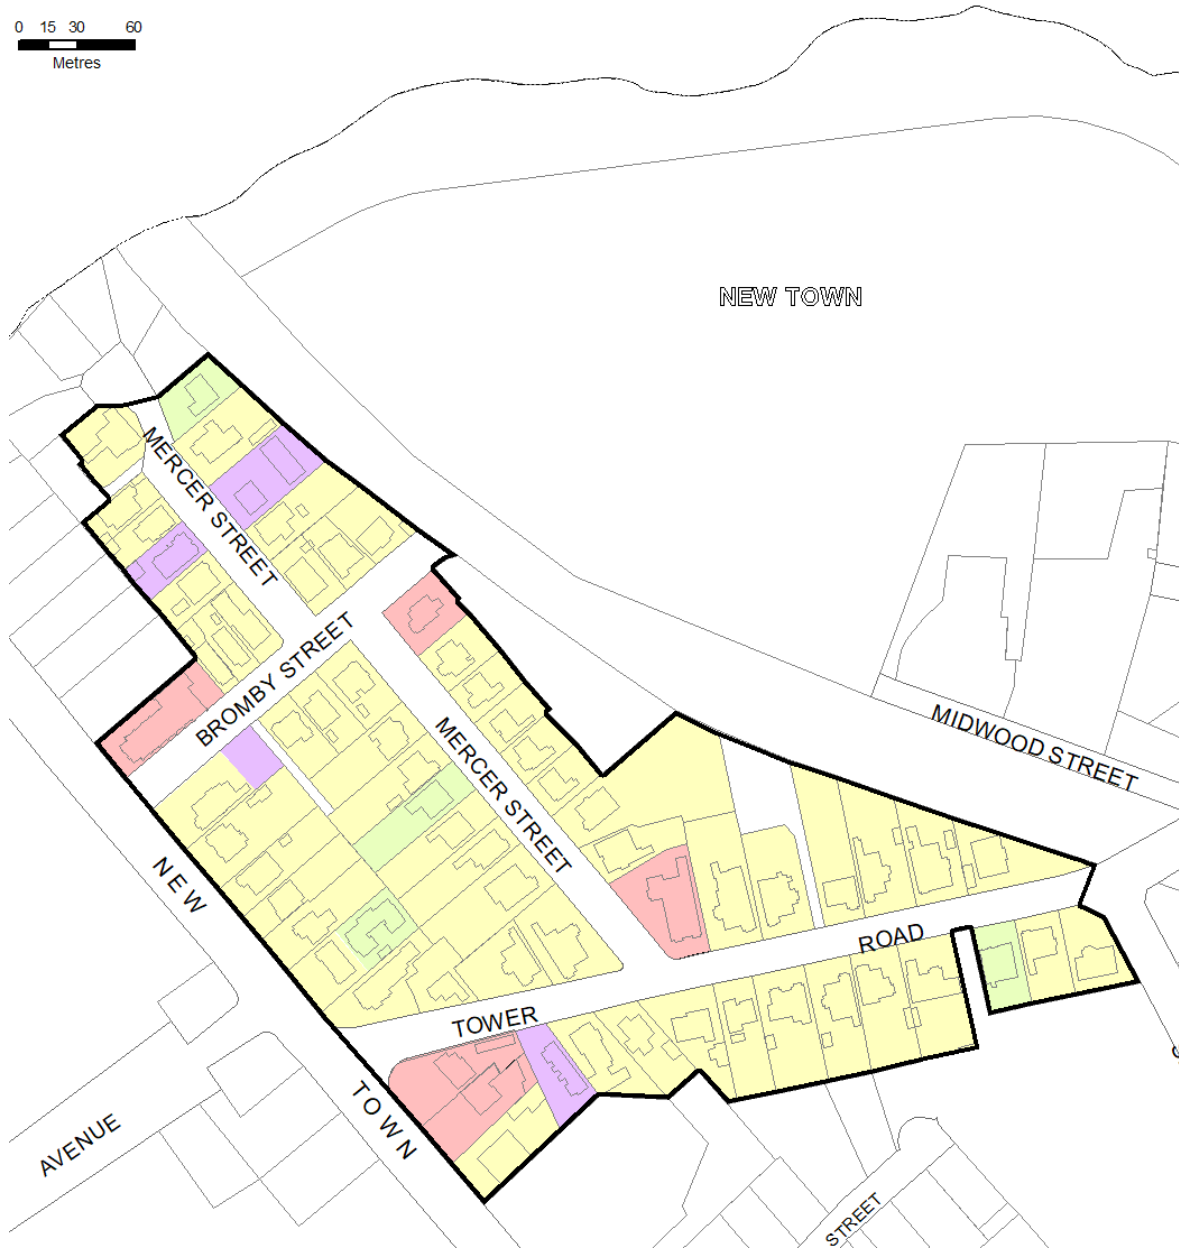 0 15 30 60
Metres
NEW TOWN
MERCER STREET
BROMBY STREET
MERCER STREET
MIDWOOD STREET
NEW
ROAD
TOWER
TOWN
AVENUE
STREET